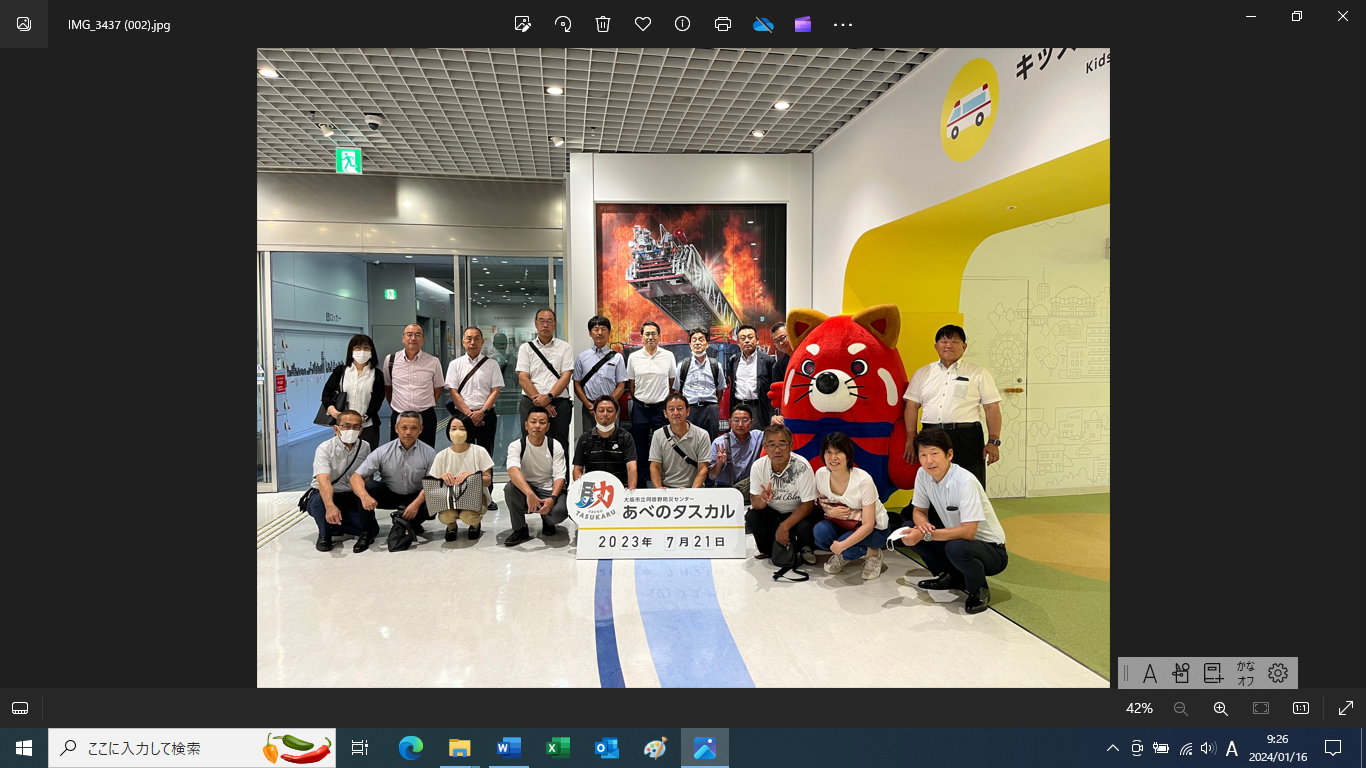 IMG_3437 (002).jpg
キッズ
Kids
助
TASUKARU
大阪市立阿倍野防災センター
あべのタスカル
2023年 7月21日
A
かな
オフ
42%
1:1
ここに入力して検索
A
9:26
2024/01/16